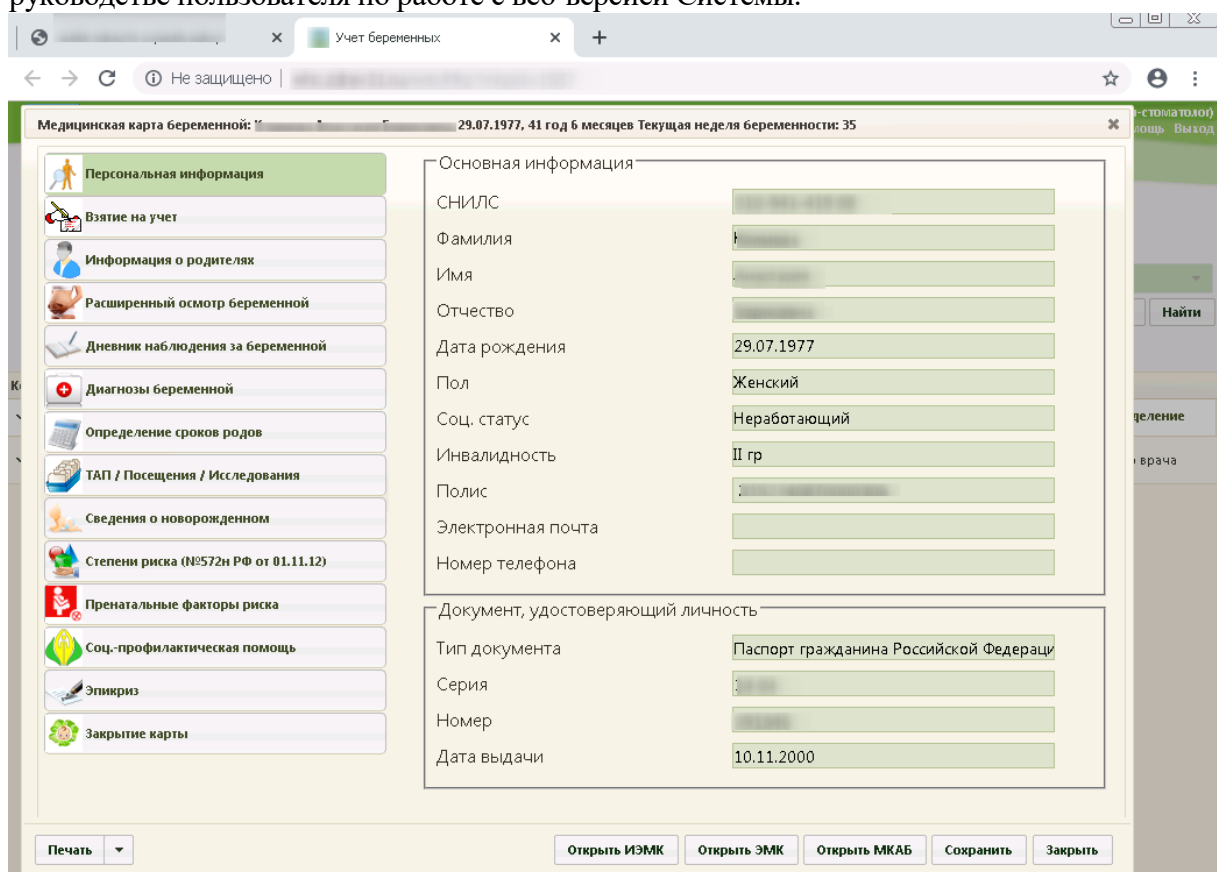 руководстве пользователя по работе с веб-версией Системы.
Учет беременных
Не защищено
Медицинская карта беременной: 29.07.1977, 41 год 6 месяцев Текущая неделя беременности: 35
-стоматолог)
лощь Выход
Персональная информация
Взятие на учет
Информация о родителях
Расширенный осмотр беременной
Дневник наблюдения за беременной
Диагнозы беременной
Определение сроков родов
ТАП / Посещения / Исследования
Сведения о новорожденном
Степени риска (№572н РФ от 01.11.12)
Пренатальные факторы риска
Соц.-профилактическая помощь
Эпикриз
Закрытие карты
Основная информация
СНИЛС
Фамилия
Имя
Отчество
Дата рождения 29.07.1977
Пол Женский
Соц. статус Неработающий
Инвалидность II гр
Полис
Электронная почта
Номер телефона
Документ, удостоверяющий личность
Тип документа Паспорт гражданина Российской Федераци
Серия
Номер
Дата выдачи 10.11.2000
Найти
деление
врача
Печать Открыть ИЭМК Открыть ЭМК Открыть МКАБ Сохранить Закрыть